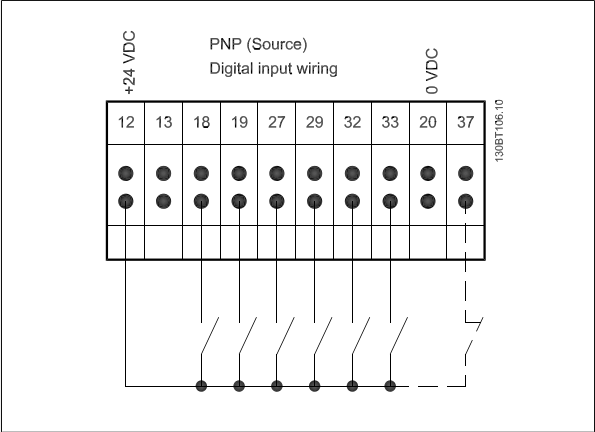 +24 VDC
PNP (Source)
Digital input wiring
0 VDC
12 13 18 19 27 29 32 33 20 37
130BT106.10